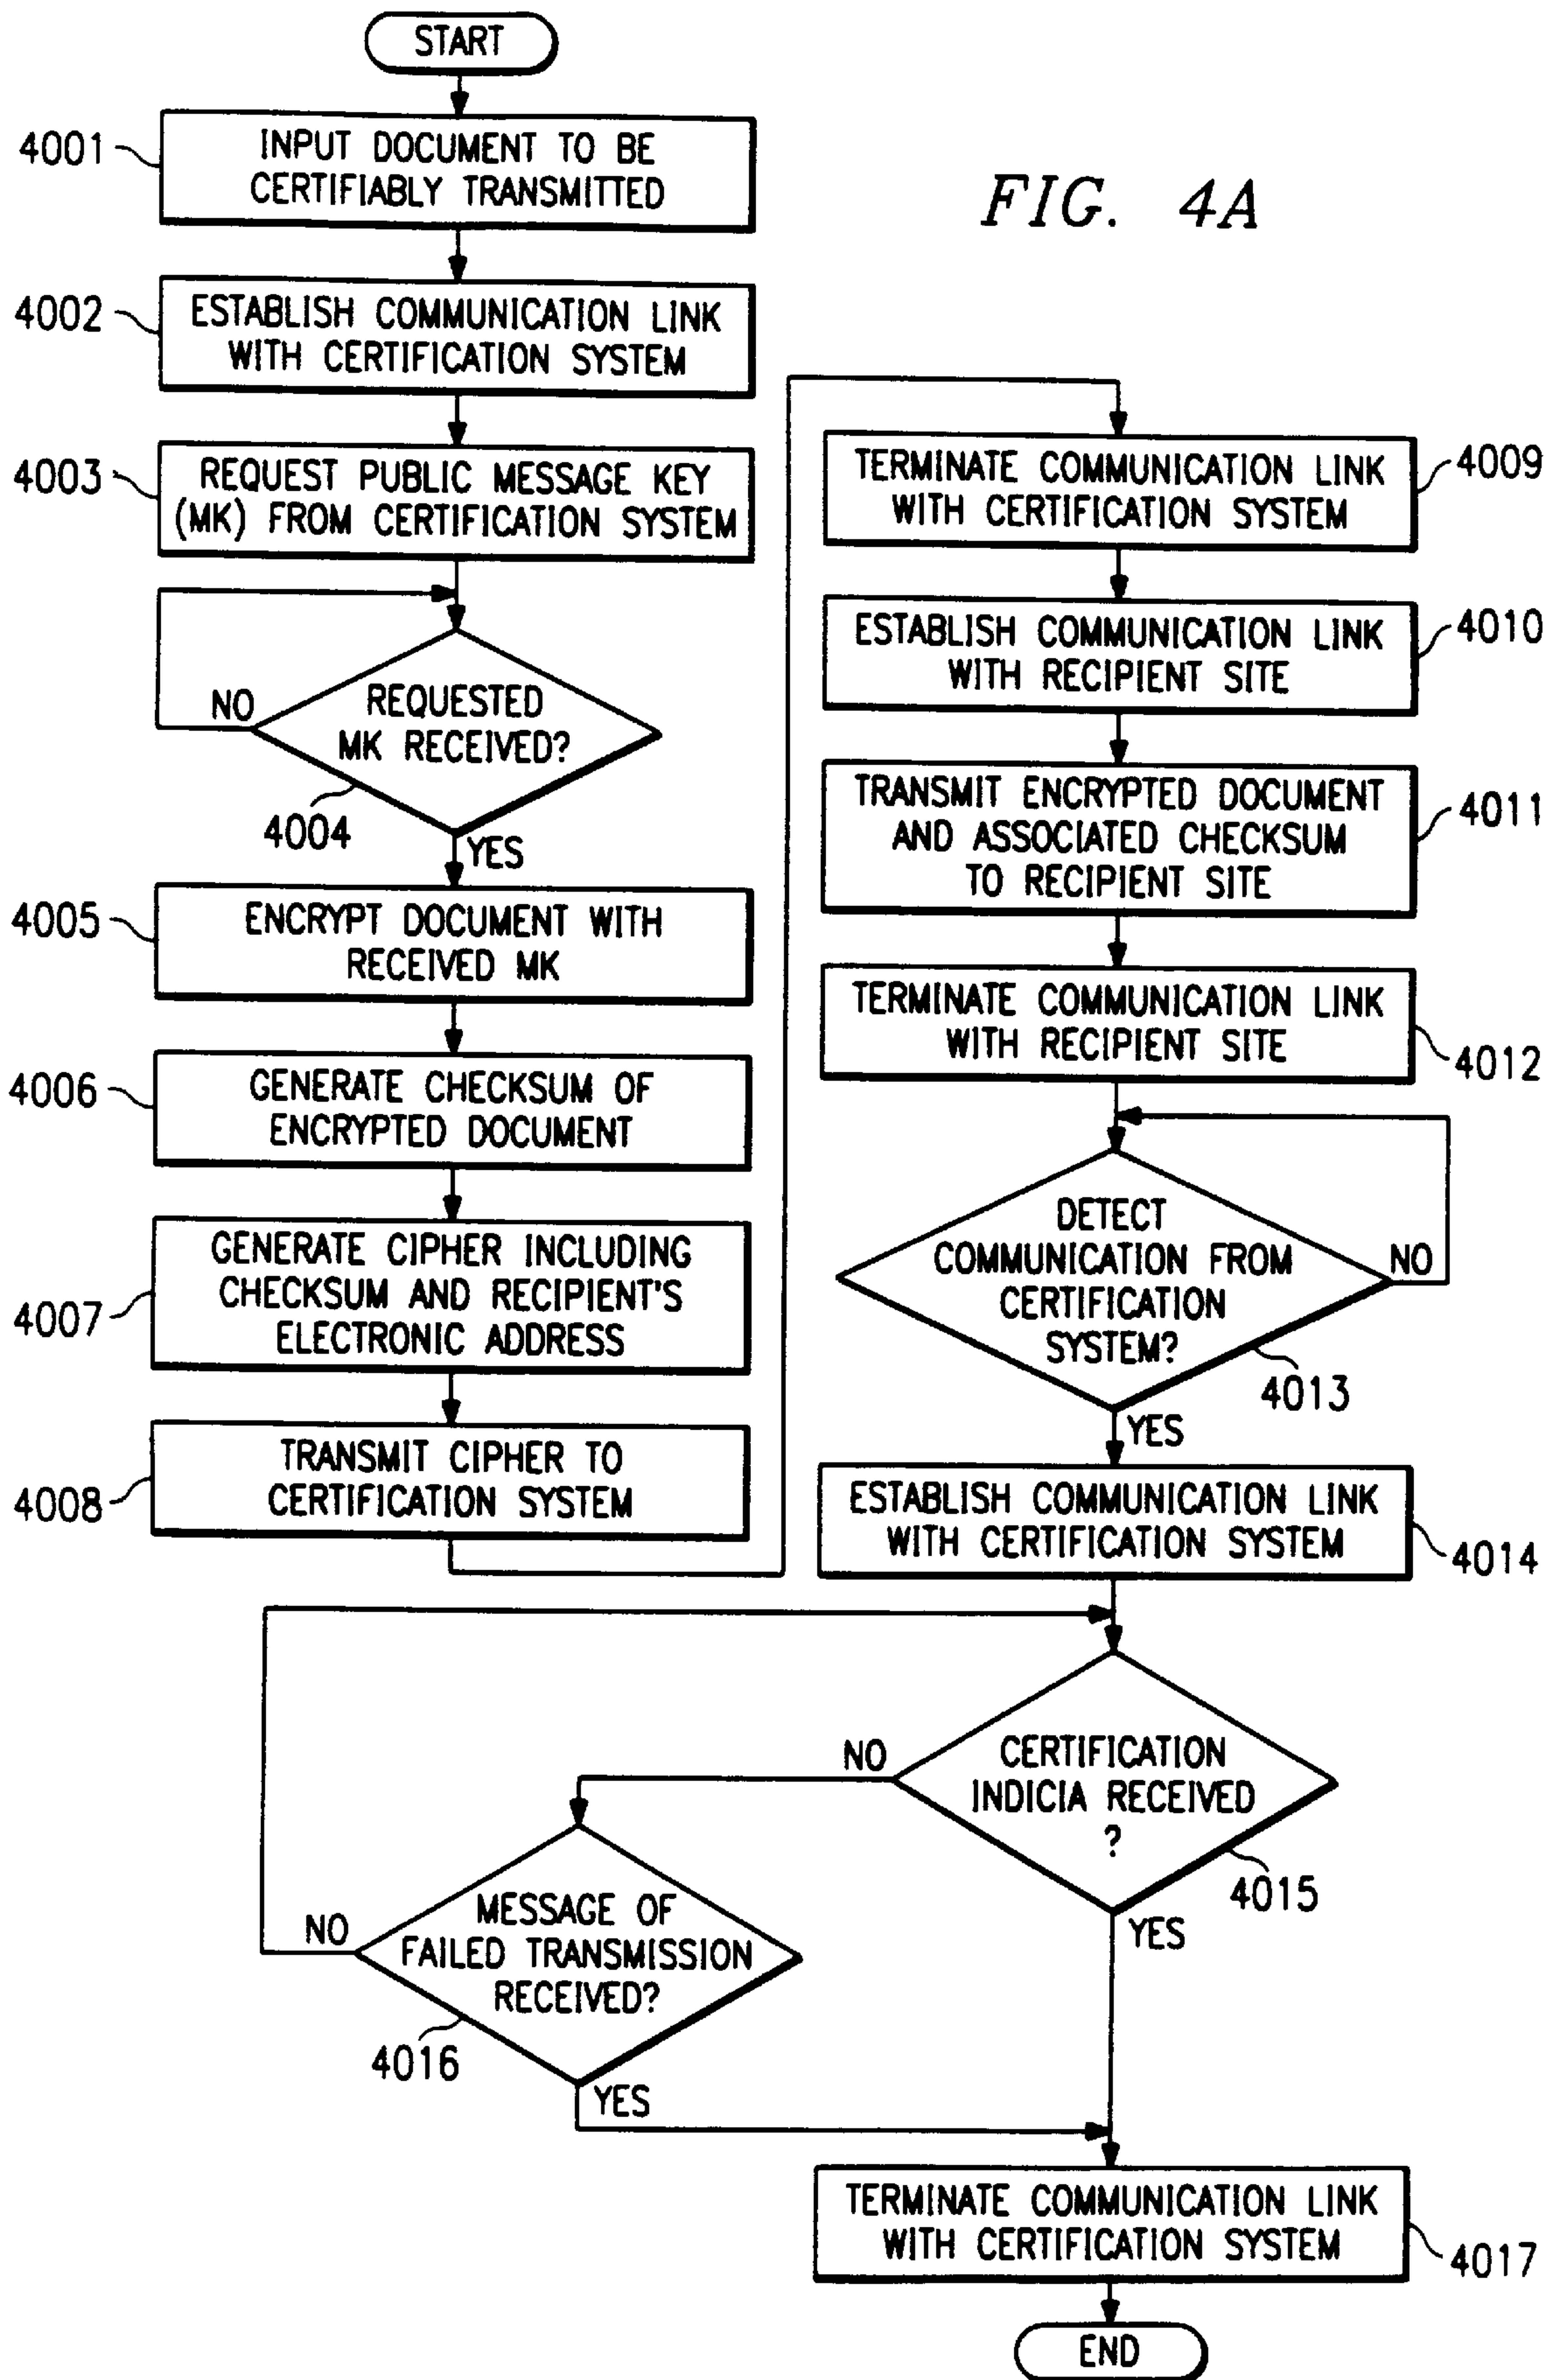 START
4001
INPUT DOCUMENT TO BE
CERTIFIABLY TRANSMITTED
FIG. 4A
4002
ESTABLISH COMMUNICATION LINK
WITH CERTIFICATION SYSTEM
4003
REQUEST PUBLIC MESSAGE KEY
(MK) FROM CERTIFICATION SYSTEM
NO
REQUESTED
MK RECEIVED?
4004
YES
4005
ENCRYPT DOCUMENT WITH
RECEIVED MK
4006
GENERATE CHECKSUM OF
ENCRYPTED DOCUMENT
4007
GENERATE CIPHER INCLUDING
CHECKSUM AND RECIPIENT'S
ELECTRONIC ADDRESS
4008
TRANSMIT CIPHER TO
CERTIFICATION SYSTEM
TERMINATE COMMUNICATION LINK
WITH CERTIFICATION SYSTEM
4009
ESTABLISH COMMUNICATION LINK
WITH RECIPIENT SITE
4010
TRANSMIT ENCRYPTED DOCUMENT
AND ASSOCIATED CHECKSUM
TO RECIPIENT SITE
4011
TERMINATE COMMUNICATION LINK
WITH RECIPIENT SITE
4012
DETECT
COMMUNICATION FROM
CERTIFICATION
SYSTEM?
NO
4013
YES
ESTABLISH COMMUNICATION LINK
WITH CERTIFICATION SYSTEM
4014
NO
CERTIFICATION
INDICIA RECEIVED
?
4015
YES
NO
MESSAGE OF
FAILED TRANSMISSION
RECEIVED?
4016
YES
TERMINATE COMMUNICATION LINK
WITH CERTIFICATION SYSTEM
4017
END